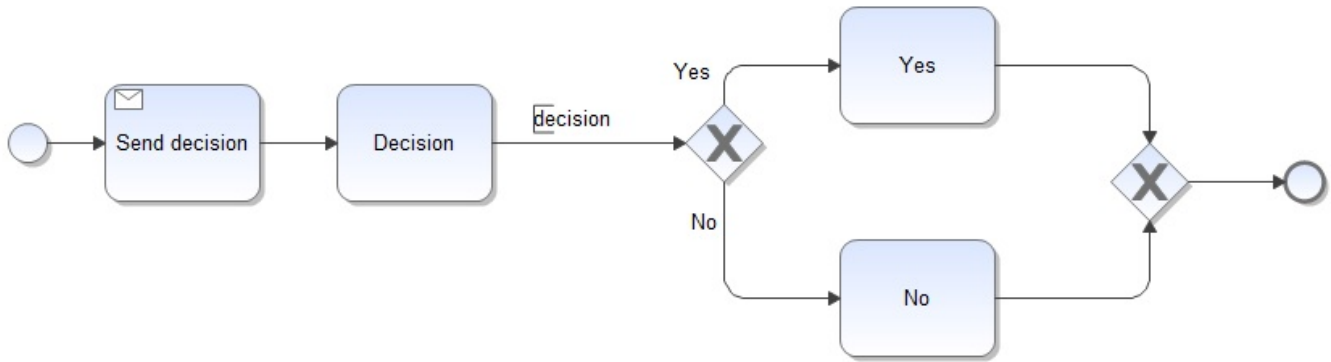 Send decision
Decision
decision
Yes
No
Yes
No